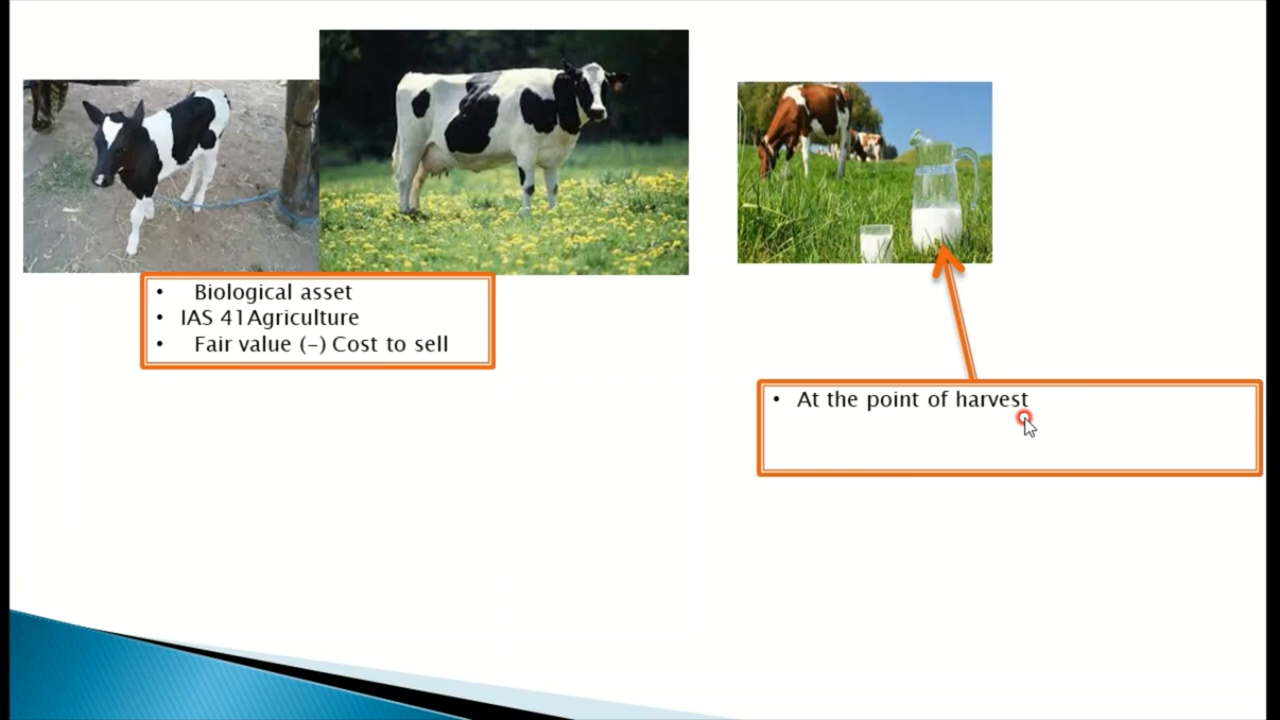 • Biological asset
• IAS 41Agriculture
• Fair value (-) Cost to sell
• At the point of harvest